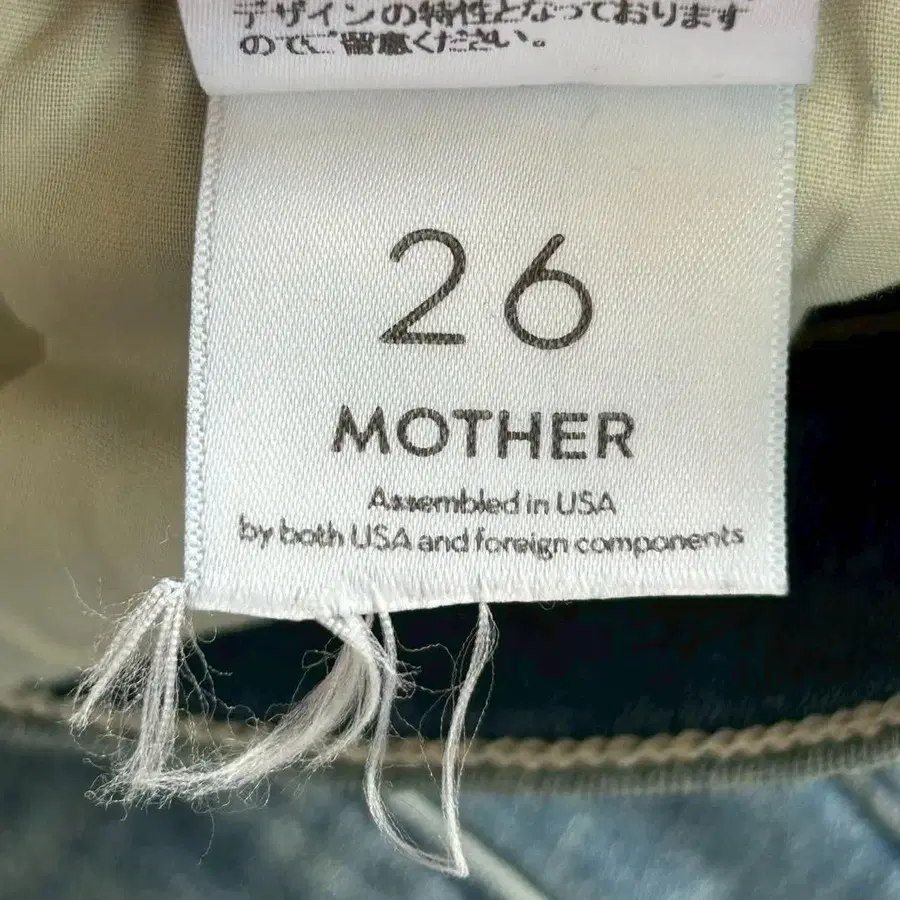 デザインの特性となっております
のでご留意ください。
26
MOTHER
Assembled in USA
by both USA and foreign components